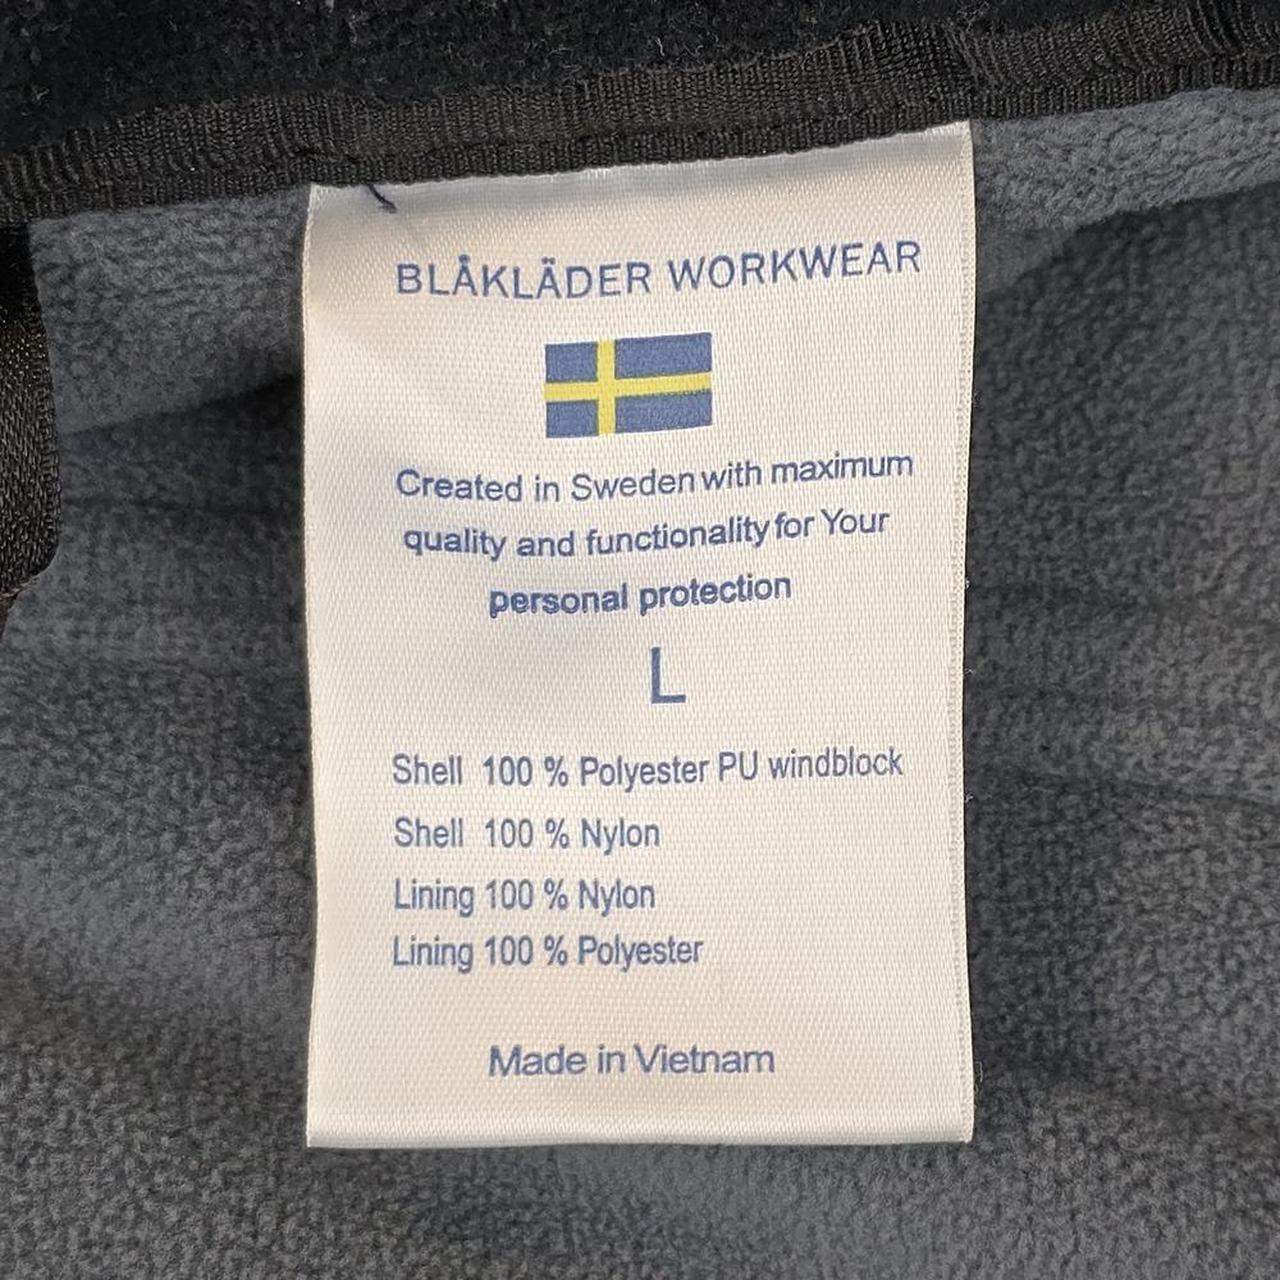 BLÅKLÄDER WORKWEAR
Created in Sweden with maximum
quality and functionality for Your
personal protection
L
Shell 100 % Polyester PU windblock
Shell 100 % Nylon
Lining 100 % Nylon
Lining 100 % Polyester
Made in Vietnam